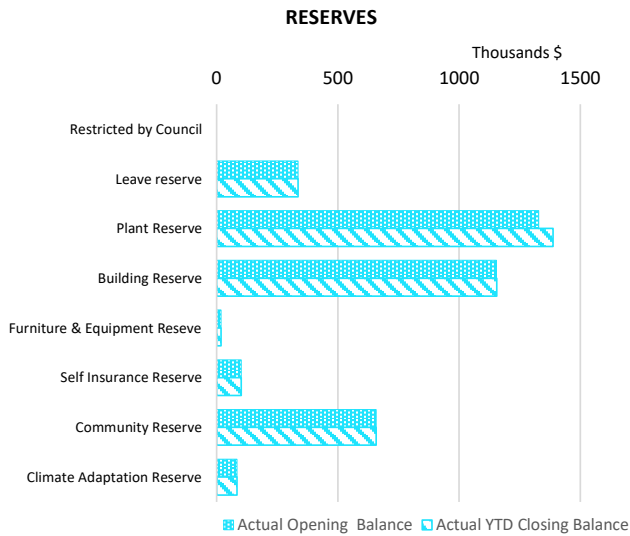 RESERVES
Thousands $
0 500 1000 1500
Restricted by Council
Leave reserve
Plant Reserve
Building Reserve
Furniture & Equipment Reseve
Self Insurance Reserve
Community Reserve
Climate Adaptation Reserve
Actual Opening Balance Actual YTD Closing Balance